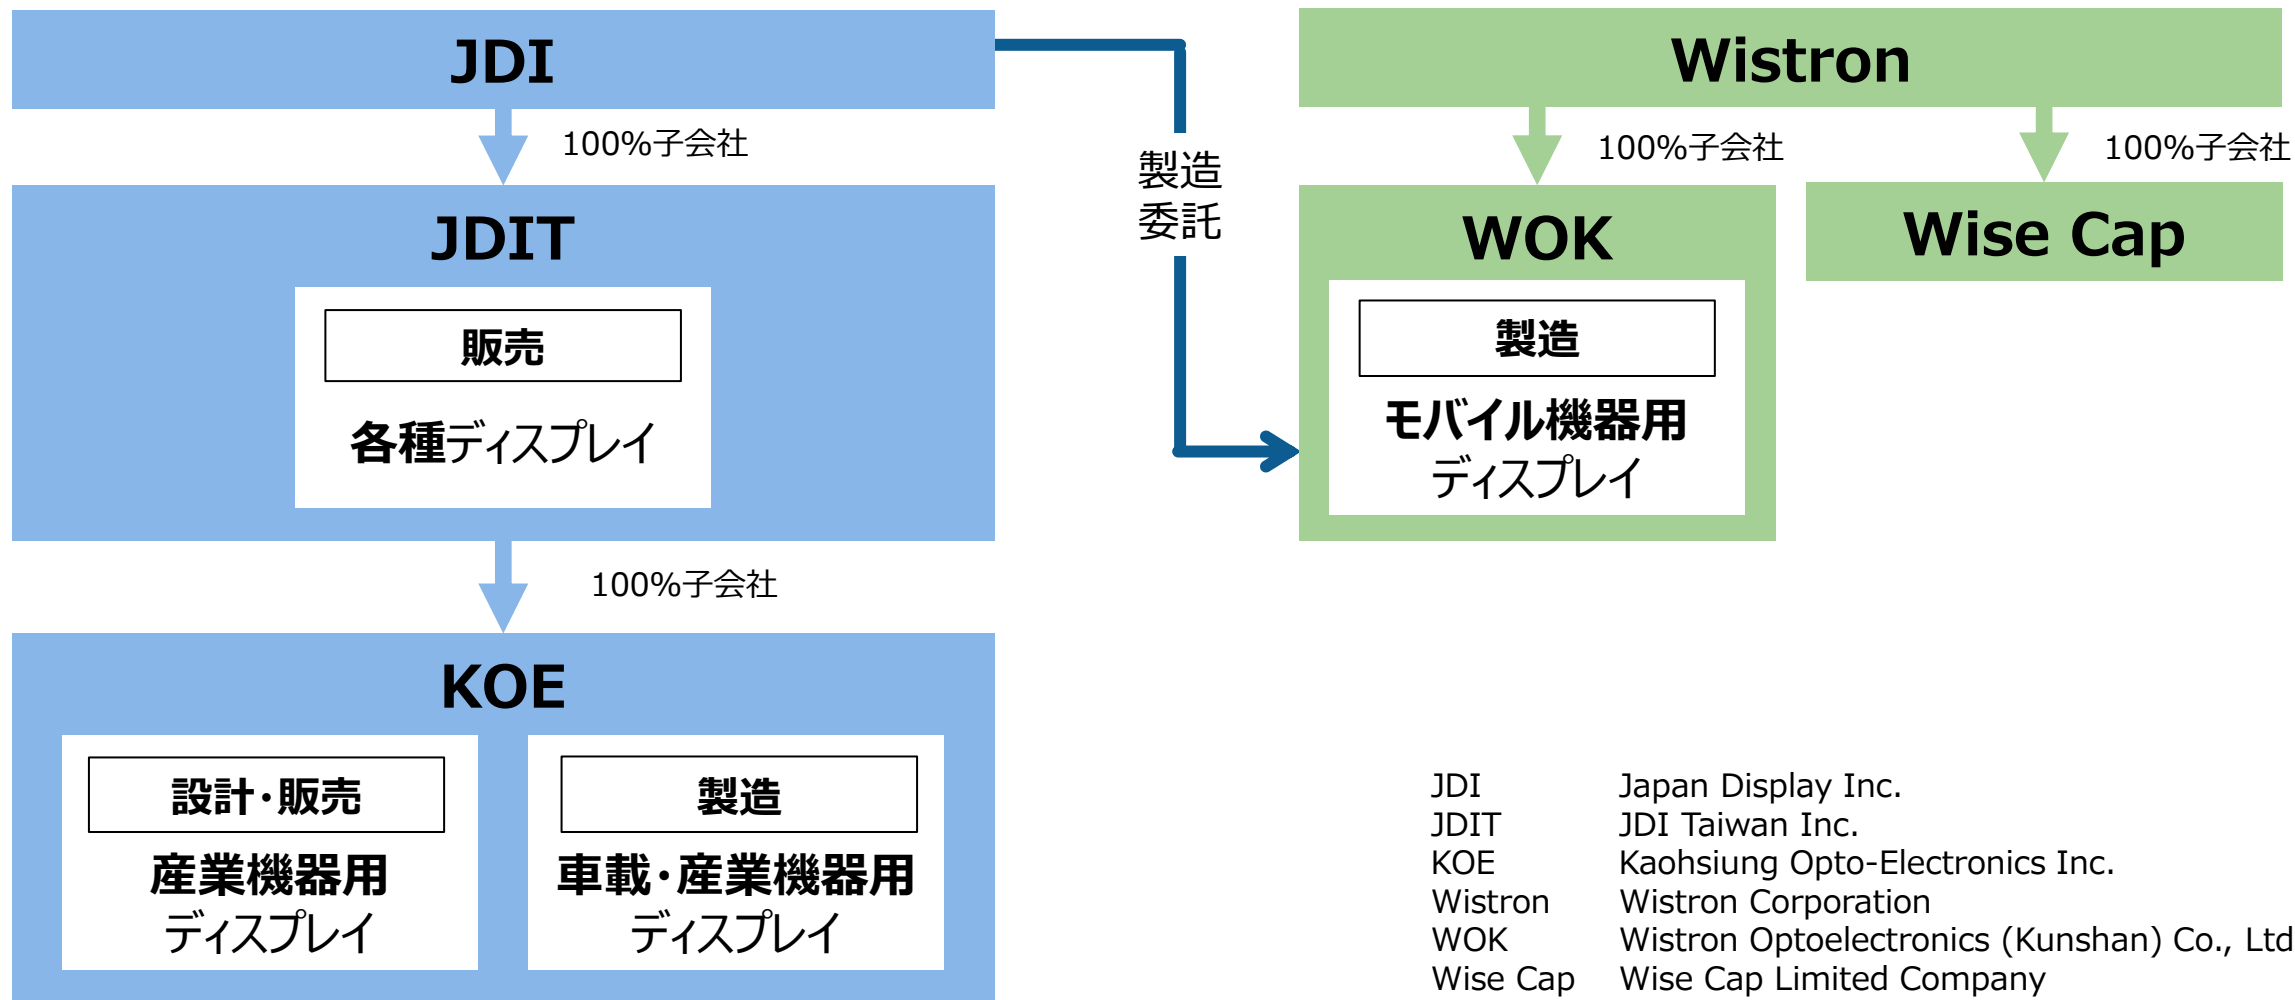 JDI
100%子会社
JDIT
販売
各種ディスプレイ
100%子会社
KOE
設計・販売
産業機器用
ディスプレイ
製造
車載・産業機器用
ディスプレイ
製造
委託
Wistron
100%子会社
100%子会社
WOK
製造
モバイル機器用
ディスプレイ
Wise Cap
JDI Japan Display Inc.
JDIT JDI Taiwan Inc.
KOE Kaohsiung Opto-Electronics Inc.
Wistron Wistron Corporation
WOK Wistron Optoelectronics (Kunshan) Co., Ltd
Wise Cap Wise Cap Limited Company